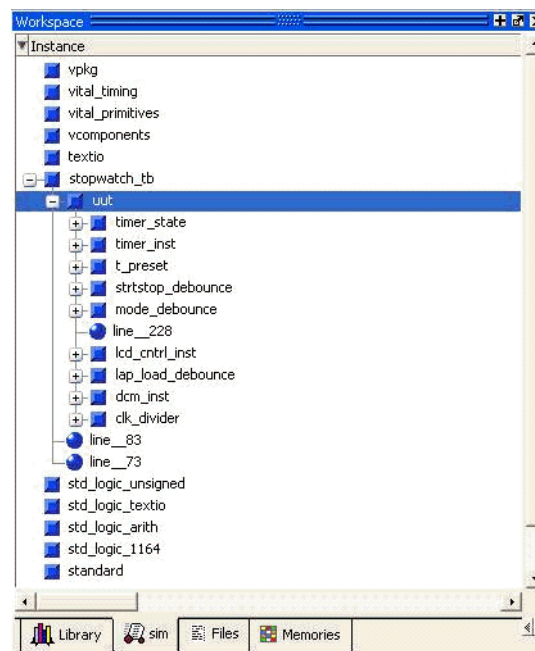 Workspace
Instance
vpkg
vital_timing
vital_primitives
vcomponents
textio
stopwatch_tb
uut
timer_state
timer_inst
t_preset
strtstop_debounce
mode_debounce
line__228
lcd_cntrl_inst
lap_load_debounce
dcm_inst
clk_divider
line__83
line__73
std_logic_unsigned
std_logic_textio
std_logic_arith
std_logic_1164
standard
Library sim Files Memories